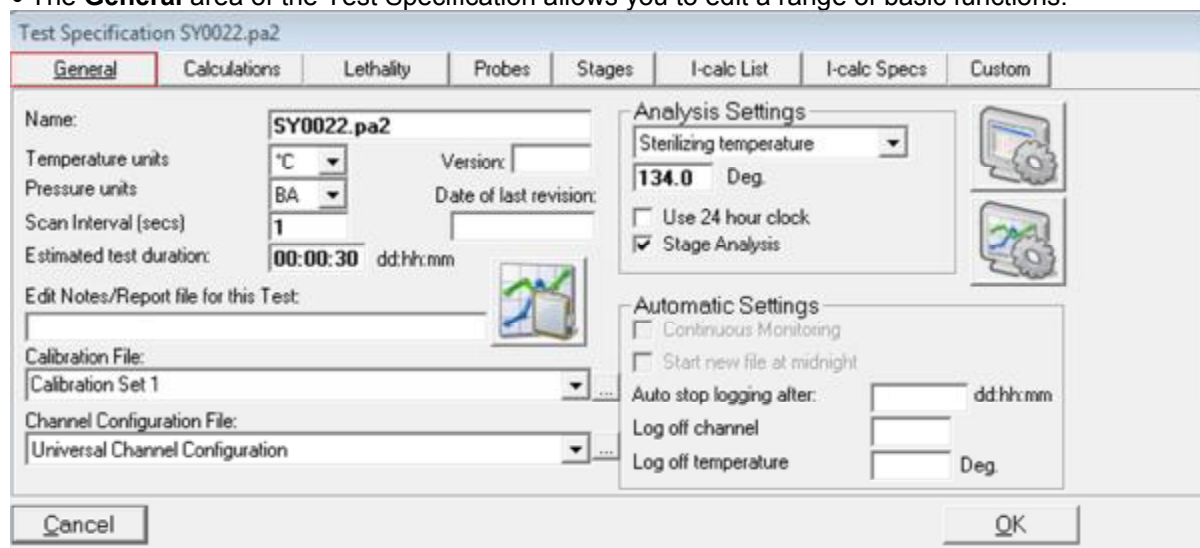 • The General area of the Test Specification allows you to edit a range of basic functions.
Test Specification SY0022.pa2
General Calculations Lethality Probes Stages I-calc List I-calc Specs Custom
Name: SY0022.pa2
Temperature units °C Version:
Pressure units BA Date of last revision:
Scan Interval (secs) 1
Estimated test duration: 00:00:30 dd:hh:mm
Edit Notes/Report file for this Test:
Calibration File:
Calibration Set 1 ...
Channel Configuration File:
Universal Channel Configuration ...
Analysis Settings
Sterilizing temperature
134.0 Deg.
Use 24 hour clock
Stage Analysis
Automatic Settings
Continuous Monitoring
Start new file at midnight
Auto stop logging after: dd:hh:mm
Log off channel
Log off temperature Deg.
Cancel OK